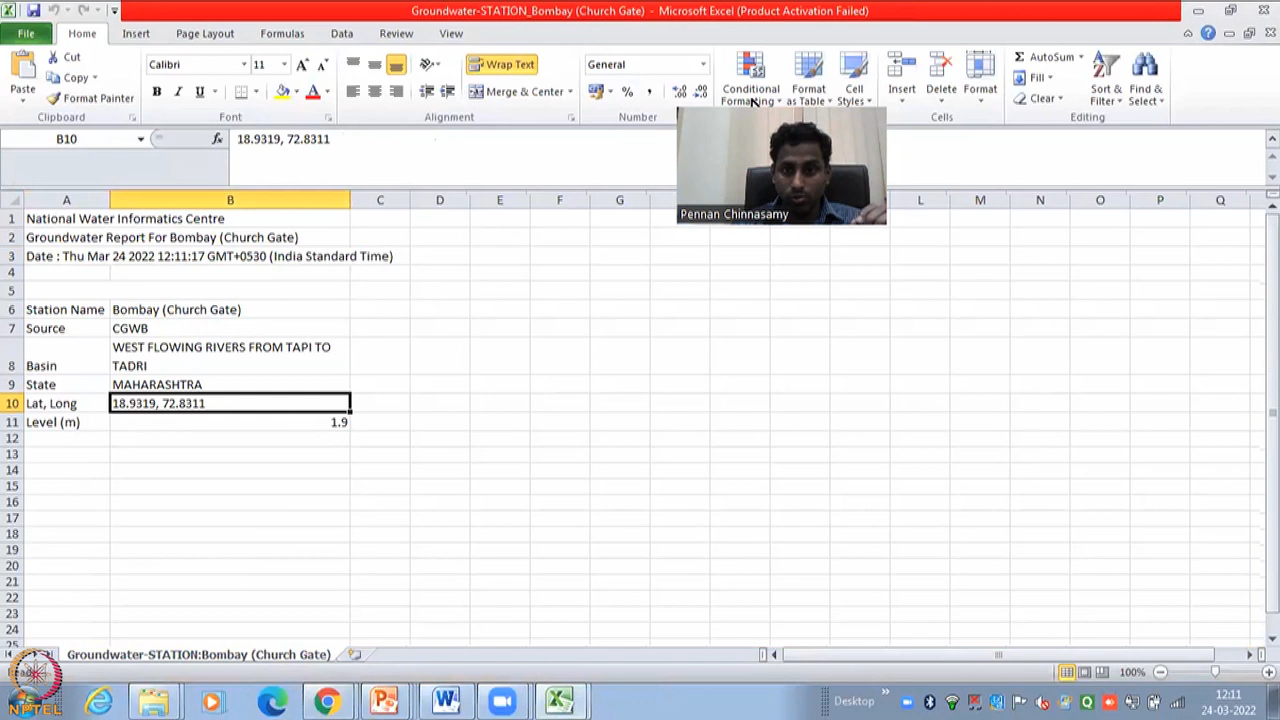 Groundwater-STATION_Bombay (Church Gate) - Microsoft Excel (Product Activation Failed)
File Home Insert Page Layout Formulas Data Review View
Paste
Cut
Copy
Format Painter
Clipboard
Calibri 11
B I U
Font
Wrap Text
Merge & Center
Alignment
General
% ,
Number
Conditional Formatting
Format as Table
Cell Styles
Insert Delete Format
Cells
AutoSum
Fill
Clear
Sort & Filter
Find & Select
Editing
B10 fx 18.9319, 72.8311
Pennan Chinnasamy
A B C D E F G L M N O P Q
1 National Water Informatics Centre
2 Groundwater Report For Bombay (Church Gate)
3 Date : Thu Mar 24 2022 12:11:17 GMT+0530 (India Standard Time)
4
5
6 Station Name Bombay (Church Gate)
7 Source CGWB
8 Basin WEST FLOWING RIVERS FROM TAPI TO TADRI
9 State MAHARASHTRA
10 Lat, Long 18.9319, 72.8311
11 Level (m) 1.9
12
13
14
15
16
17
18
19
20
21
22
23
24
25
Groundwater-STATION:Bombay (Church Gate)
100%
NPTEL
Desktop
12:11
24-03-2022